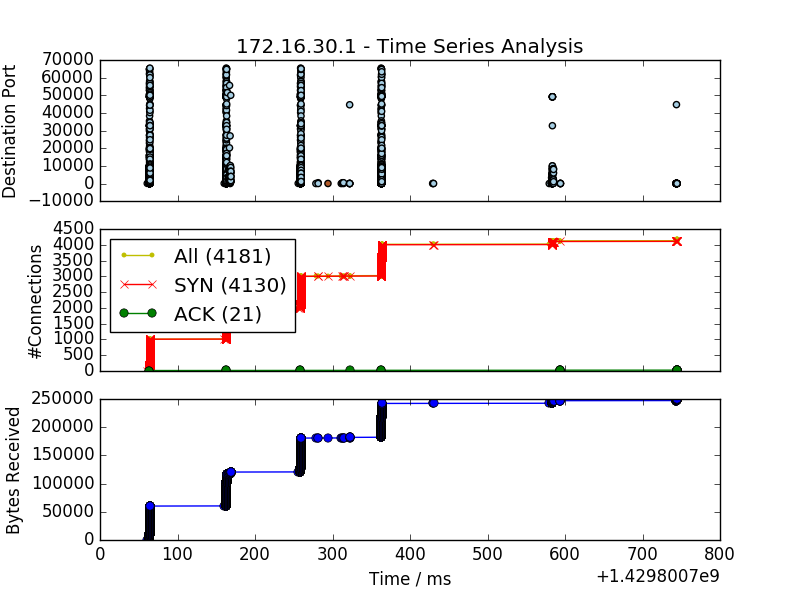 172.16.30.1 - Time Series Analysis
Destination Port
70000
60000
50000
40000
30000
20000
10000
0
−10000
#Connections
4500
4000
3500
3000
2500
2000
1500
1000
500
0
All (4181)
SYN (4130)
ACK (21)
Bytes Received
250000
200000
150000
100000
50000
0
0 100 200 300 400 500 600 700 800
Time / ms
+1.4298007e9